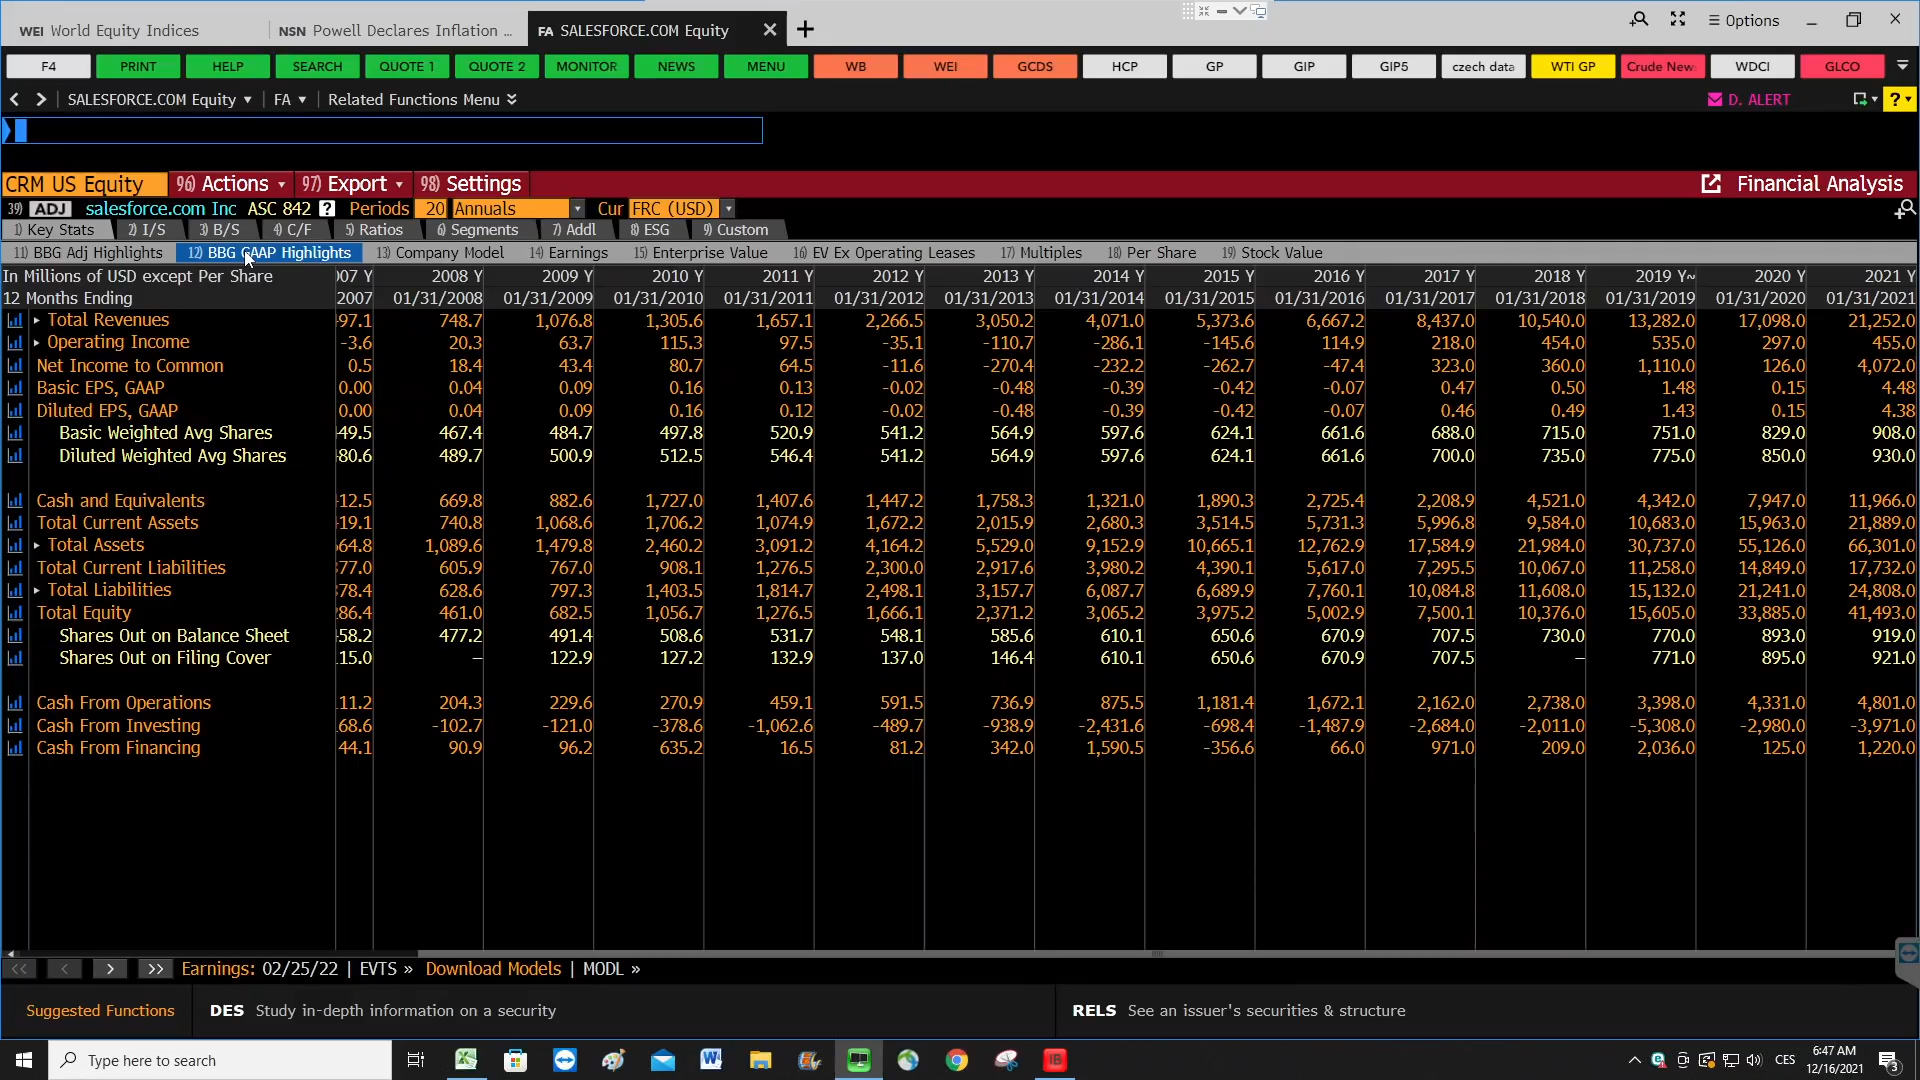 WEI World Equity Indices NSN Powell Declares Inflation ... FA SALESFORCE.COM Equity Options
F4 PRINT HELP SEARCH QUOTE 1 QUOTE 2 MONITOR NEWS MENU WB WEI GCDS HCP GP GIP GIP5 czech data WTI GP Crude News WDCI GLCO
SALESFORCE.COM Equity FA Related Functions Menu D. ALERT ?
CRM US Equity 96) Actions 97) Export 98) Settings Financial Analysis
39) ADJ salesforce.com Inc ASC 842 ? Periods 20 Annuals Cur FRC (USD)
1) Key Stats 2) I/S 3) B/S 4) C/F 5) Ratios 6) Segments 7) Addl 8) ESG 9) Custom
11) BBG Adj Highlights 12) BBG GAAP Highlights 13) Company Model 14) Earnings 15) Enterprise Value 16) EV Ex Operating Leases 17) Multiples 18) Per Share 19) Stock Value
In Millions of USD except Per Share 07 Y 2008 Y 2009 Y 2010 Y 2011 Y 2012 Y 2013 Y 2014 Y 2015 Y 2016 Y 2017 Y 2018 Y 2019 Y~ 2020 Y 2021 Y
12 Months Ending 2007 01/31/2008 01/31/2009 01/31/2010 01/31/2011 01/31/2012 01/31/2013 01/31/2014 01/31/2015 01/31/2016 01/31/2017 01/31/2018 01/31/2019 01/31/2020 01/31/2021
Total Revenues 97.1 748.7 1,076.8 1,305.6 1,657.1 2,266.5 3,050.2 4,071.0 5,373.6 6,667.2 8,437.0 10,540.0 13,282.0 17,098.0 21,252.0
Operating Income -3.6 20.3 63.7 115.3 97.5 -35.1 -110.7 -286.1 -145.6 114.9 218.0 454.0 535.0 297.0 455.0
Net Income to Common 0.5 18.4 43.4 80.7 64.5 -11.6 -270.4 -232.2 -262.7 -47.4 323.0 360.0 1,110.0 126.0 4,072.0
Basic EPS, GAAP 0.00 0.04 0.09 0.16 0.13 -0.02 -0.48 -0.39 -0.42 -0.07 0.47 0.50 1.48 0.15 4.48
Diluted EPS, GAAP 0.00 0.04 0.09 0.16 0.12 -0.02 -0.48 -0.39 -0.42 -0.07 0.46 0.49 1.43 0.15 4.38
Basic Weighted Avg Shares 49.5 467.4 484.7 497.8 520.9 541.2 564.9 597.6 624.1 661.6 688.0 715.0 751.0 829.0 908.0
Diluted Weighted Avg Shares 80.6 489.7 500.9 512.5 546.4 541.2 564.9 597.6 624.1 661.6 700.0 735.0 775.0 850.0 930.0
Cash and Equivalents 12.5 669.8 882.6 1,727.0 1,407.6 1,447.2 1,758.3 1,321.0 1,890.3 2,725.4 2,208.9 4,521.0 4,342.0 7,947.0 11,966.0
Total Current Assets 19.1 740.8 1,068.6 1,706.2 1,074.9 1,672.2 2,015.9 2,680.3 3,514.5 5,731.3 5,996.8 9,584.0 10,683.0 15,963.0 21,889.0
Total Assets 64.8 1,089.6 1,479.8 2,460.2 3,091.2 4,164.2 5,529.0 9,152.9 10,665.1 12,762.9 17,584.9 21,984.0 30,737.0 55,126.0 66,301.0
Total Current Liabilities 77.0 605.9 767.0 908.1 1,276.5 2,300.0 2,917.6 3,980.2 4,390.1 5,617.0 7,295.5 10,067.0 11,258.0 14,849.0 17,732.0
Total Liabilities 78.4 628.6 797.3 1,403.5 1,814.7 2,498.1 3,157.7 6,087.7 6,689.9 7,760.1 10,084.8 11,608.0 15,132.0 21,241.0 24,808.0
Total Equity 86.4 461.0 682.5 1,056.7 1,276.5 1,666.1 2,371.2 3,065.2 3,975.2 5,002.9 7,500.1 10,376.0 15,605.0 33,885.0 41,493.0
Shares Out on Balance Sheet 58.2 477.2 491.4 508.6 531.7 548.1 585.6 610.1 650.6 670.9 707.5 730.0 770.0 893.0 919.0
Shares Out on Filing Cover 15.0 – 122.9 127.2 132.9 137.0 146.4 610.1 650.6 670.9 707.5 – 771.0 895.0 921.0
Cash From Operations 11.2 204.3 229.6 270.9 459.1 591.5 736.9 875.5 1,181.4 1,672.1 2,162.0 2,738.0 3,398.0 4,331.0 4,801.0
Cash From Investing 68.6 -102.7 -121.0 -378.6 -1,062.6 -489.7 -938.9 -2,431.6 -698.4 -1,487.9 -2,684.0 -2,011.0 -5,308.0 -2,980.0 -3,971.0
Cash From Financing 44.1 90.9 96.2 635.2 16.5 81.2 342.0 1,590.5 -356.6 66.0 971.0 209.0 2,036.0 125.0 1,220.0
Earnings: 02/25/22 | EVTS » Download Models | MODL »
Suggested Functions DES Study in-depth information on a security RELS See an issuer's securities & structure
Type here to search CES 6:47 AM
12/16/2021 3